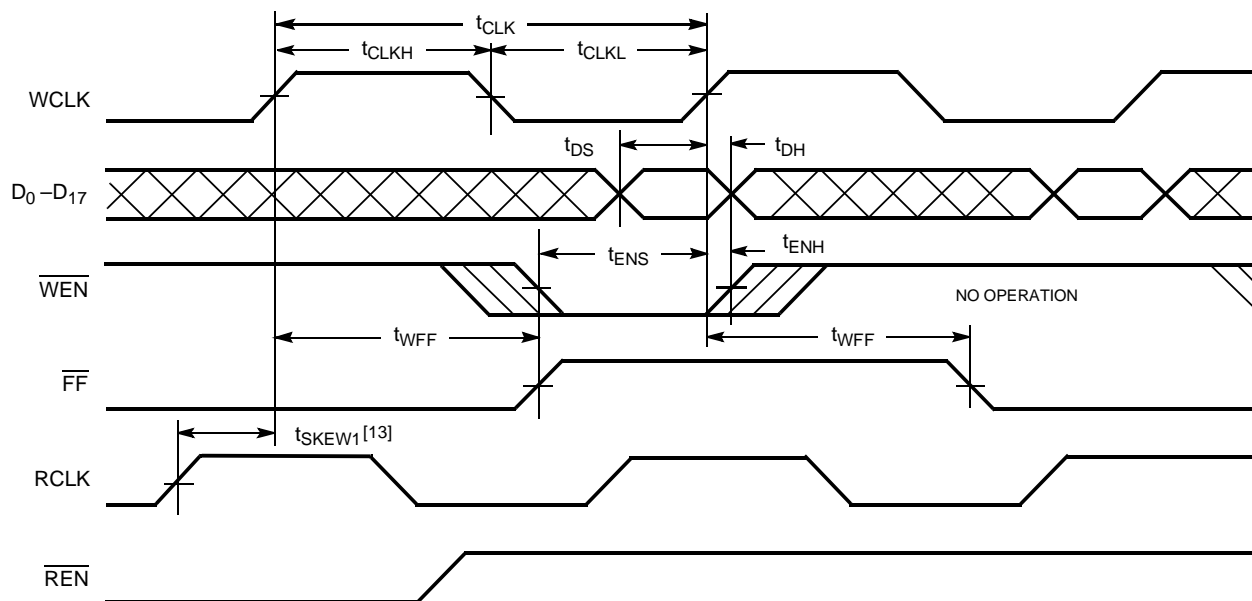 tCLK
tCLKH tCLKL
WCLK
tDS tDH
D0 –D17
tENS tENH
WEN
NO OPERATION
tWFF tWFF
FF
tSKEW1[13]
RCLK
REN